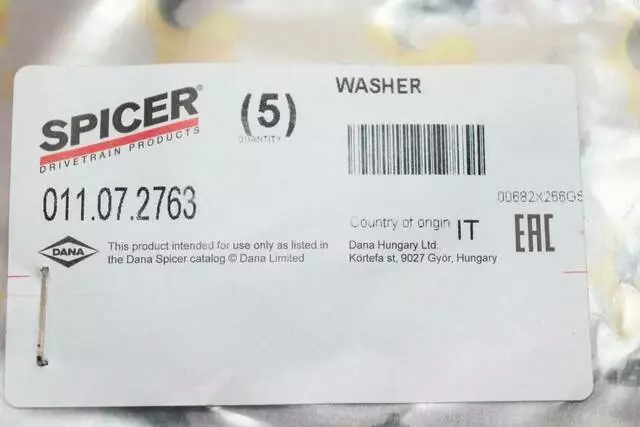 WASHER
SPICER®
DRIVETRAIN PRODUCTS
(5)
QUANTITY
011.07.2763
00682X266GS
Country of origin IT
EAC
DANA
This product intended for use only as listed in
the Dana Spicer catalog © Dana Limited
Dana Hungary Ltd.
Körtefa st, 9027 Győr, Hungary